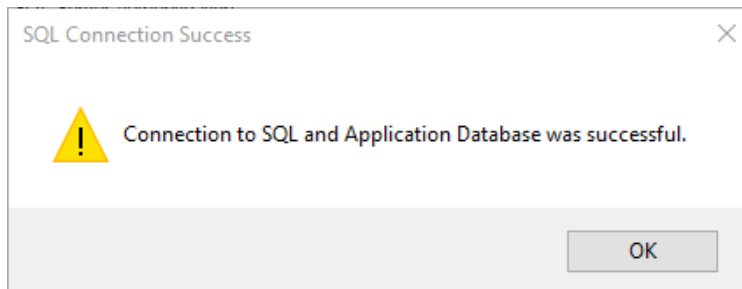 SQL Connection Success
Connection to SQL and Application Database was successful.
OK